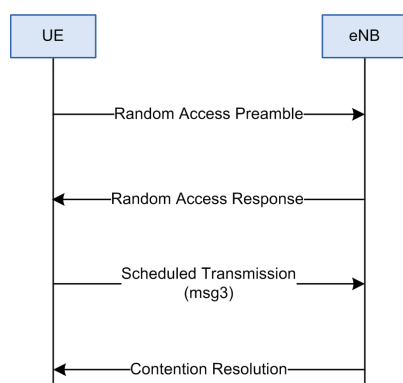 UE
eNB
Random Access Preamble
Random Access Response
Scheduled Transmission
(msg3)
Contention Resolution